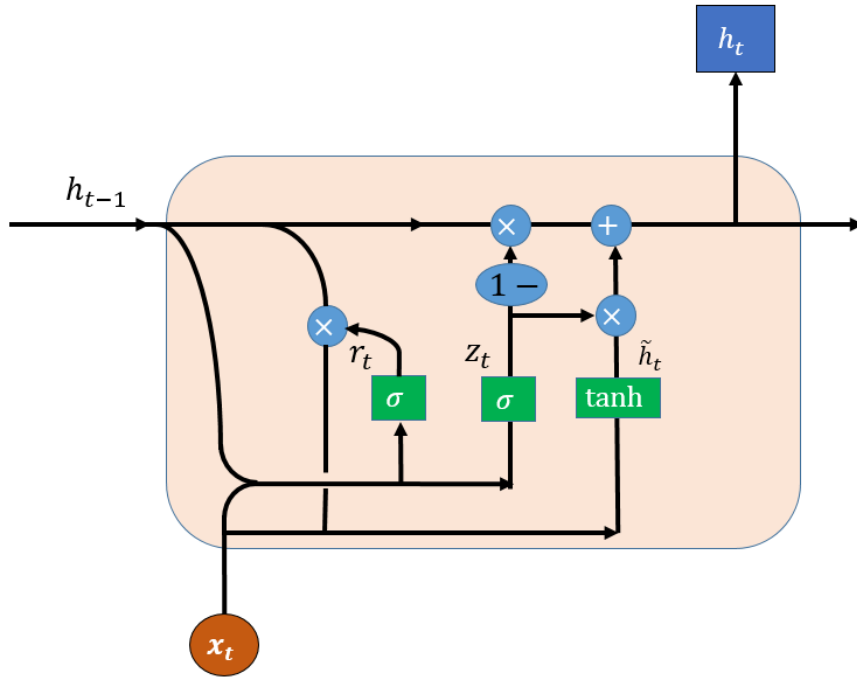 h_t
h_{t-1}
×
+
1 −
×
×
r_t
z_t
h̃_t
σ
σ
tanh
x_t